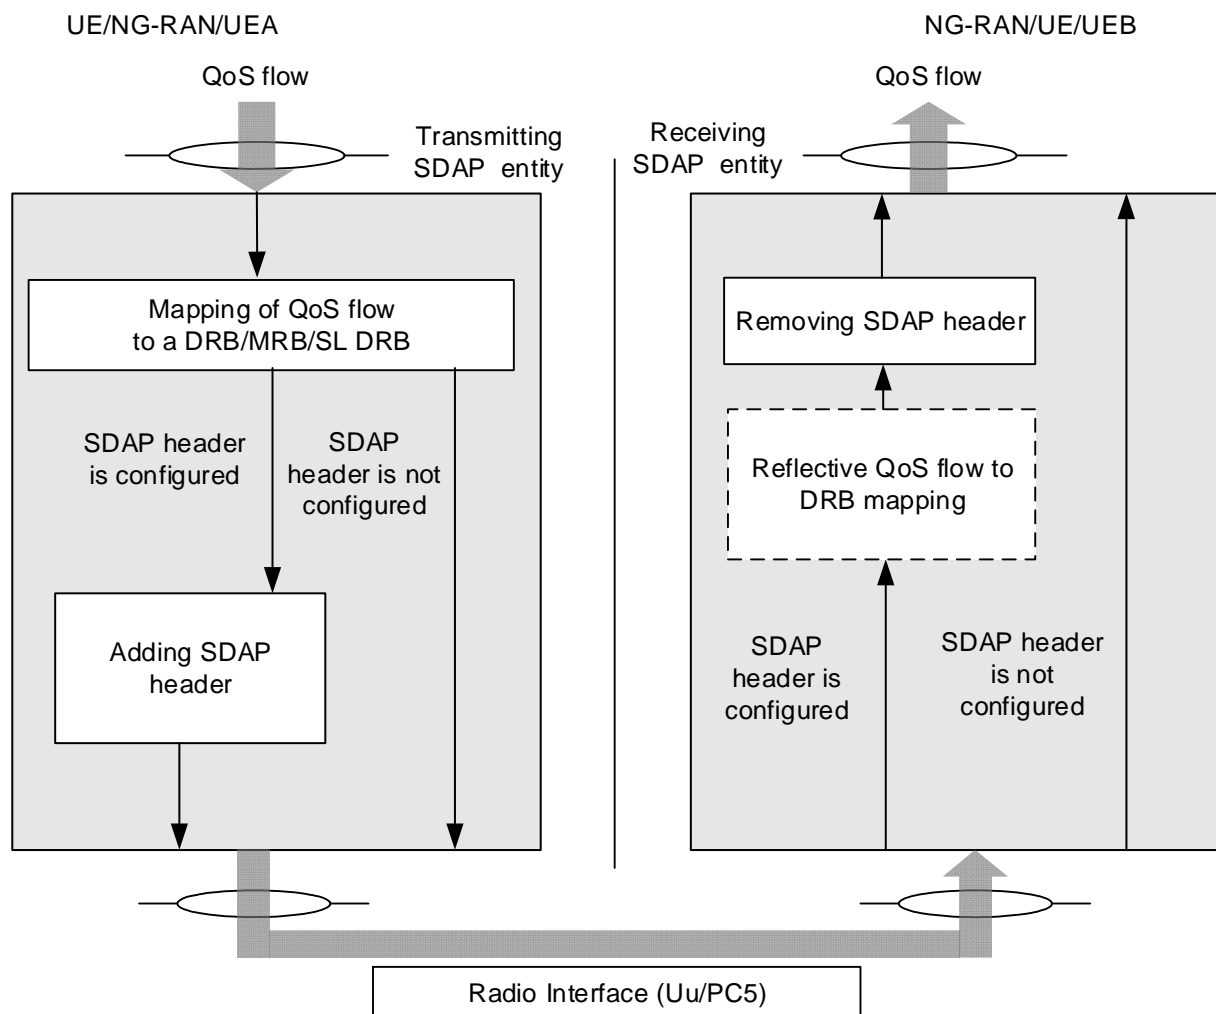 UE/NG-RAN/UEA
NG-RAN/UE/UEB
QoS flow
QoS flow
Transmitting
SDAP entity
Receiving
SDAP entity
Mapping of QoS flow
to a DRB/MRB/SL DRB
SDAP header
is configured
SDAP
header is not
configured
Adding SDAP
header
Removing SDAP header
Reflective QoS flow to
DRB mapping
SDAP
header is
configured
SDAP header
is not
configured
Radio Interface (Uu/PC5)